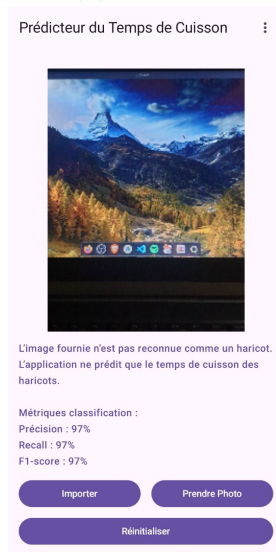 Prédicteur du Temps de Cuisson
L'image fournie n'est pas reconnue comme un haricot.
L'application ne prédit que le temps de cuisson des
haricots.
Métriques classification :
Précision : 97%
Recall : 97%
F1-score : 97%
Importer
Prendre Photo
Réinitialiser